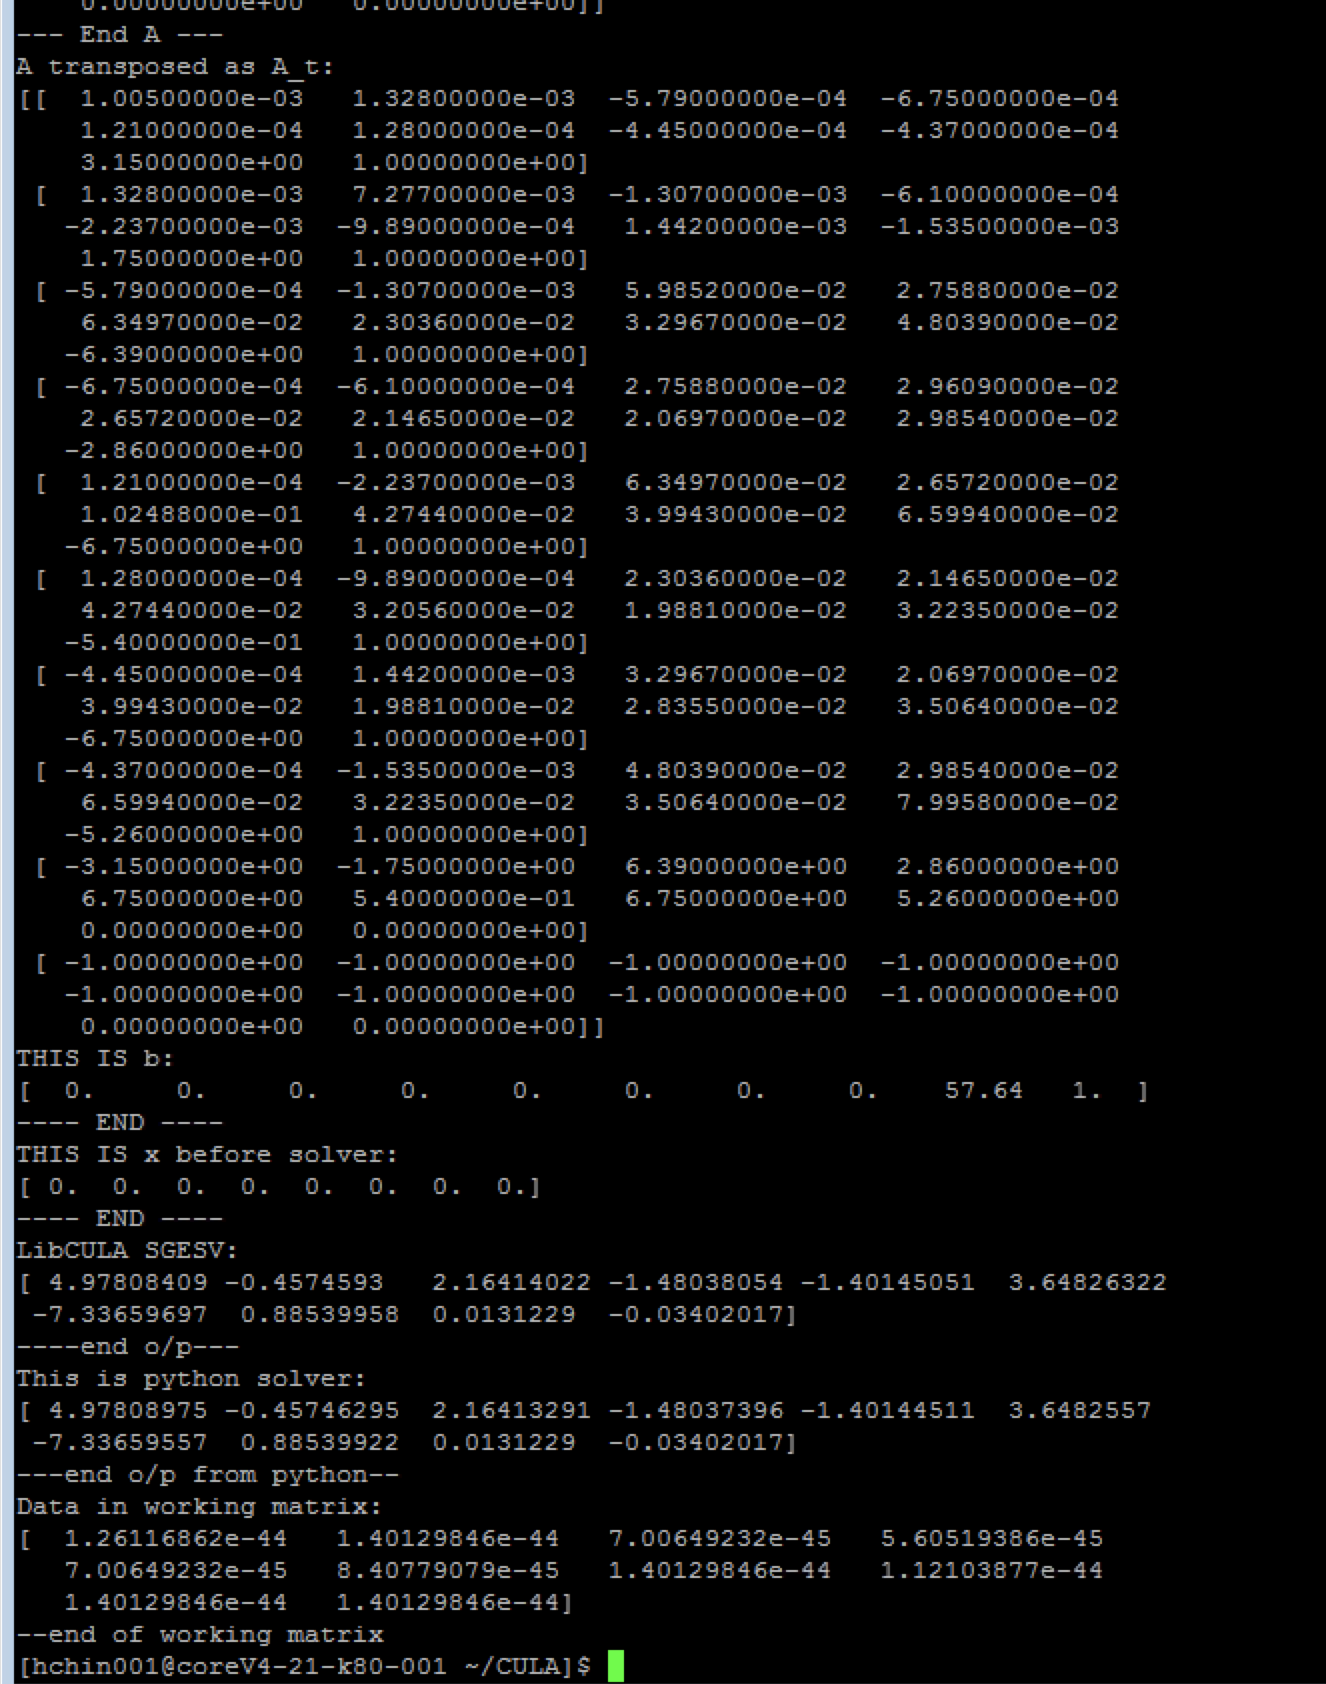 0.00000000e+00   0.00000000e+00]]
--- End A ---
A transposed as A_t:
[[  1.00500000e-03   1.32800000e-03  -5.79000000e-04  -6.75000000e-04
    1.21000000e-04   1.28000000e-04  -4.45000000e-04  -4.37000000e-04
    3.15000000e+00   1.00000000e+00]
 [  1.32800000e-03   7.27700000e-03  -1.30700000e-03  -6.10000000e-04
   -2.23700000e-03  -9.89000000e-04   1.44200000e-03  -1.53500000e-03
    1.75000000e+00   1.00000000e+00]
 [ -5.79000000e-04  -1.30700000e-03   5.98520000e-02   2.75880000e-02
    6.34970000e-02   2.30360000e-02   3.29670000e-02   4.80390000e-02
   -6.39000000e+00   1.00000000e+00]
 [ -6.75000000e-04  -6.10000000e-04   2.75880000e-02   2.96090000e-02
    2.65720000e-02   2.14650000e-02   2.06970000e-02   2.98540000e-02
   -2.86000000e+00   1.00000000e+00]
 [  1.21000000e-04  -2.23700000e-03   6.34970000e-02   2.65720000e-02
    1.02488000e-01   4.27440000e-02   3.99430000e-02   6.59940000e-02
   -6.75000000e+00   1.00000000e+00]
 [  1.28000000e-04  -9.89000000e-04   2.30360000e-02   2.14650000e-02
    4.27440000e-02   3.20560000e-02   1.98810000e-02   3.22350000e-02
   -5.40000000e-01   1.00000000e+00]
 [ -4.45000000e-04   1.44200000e-03   3.29670000e-02   2.06970000e-02
    3.99430000e-02   1.98810000e-02   2.83550000e-02   3.50640000e-02
   -6.75000000e+00   1.00000000e+00]
 [ -4.37000000e-04  -1.53500000e-03   4.80390000e-02   2.98540000e-02
    6.59940000e-02   3.22350000e-02   3.50640000e-02   7.99580000e-02
   -5.26000000e+00   1.00000000e+00]
 [ -3.15000000e+00  -1.75000000e+00   6.39000000e+00   2.86000000e+00
    6.75000000e+00   5.40000000e-01   6.75000000e+00   5.26000000e+00
    0.00000000e+00   0.00000000e+00]
 [ -1.00000000e+00  -1.00000000e+00  -1.00000000e+00  -1.00000000e+00
   -1.00000000e+00  -1.00000000e+00  -1.00000000e+00  -1.00000000e+00
    0.00000000e+00   0.00000000e+00]]
THIS IS b:
[  0.     0.     0.     0.     0.     0.     0.     0.    57.64   1.  ]
---- END ----
THIS IS x before solver:
[ 0.  0.  0.  0.  0.  0.  0.  0.]
---- END ----
LibCULA SGESV:
[ 4.97808409 -0.4574593   2.16414022 -1.48038054 -1.40145051  3.64826322
 -7.33659697  0.88539958  0.0131229  -0.03402017]
----end o/p---
This is python solver:
[ 4.97808975 -0.45746295  2.16413291 -1.48037396 -1.40144511  3.6482557
 -7.33659557  0.88539922  0.0131229  -0.03402017]
---end o/p from python--
Data in working matrix:
[  1.26116862e-44   1.40129846e-44   7.00649232e-45   5.60519386e-45
   7.00649232e-45   8.40779079e-45   1.40129846e-44   1.12103877e-44
   1.40129846e-44   1.40129846e-44]
--end of working matrix
[hchin001@coreV4-21-k80-001 ~/CULA]$